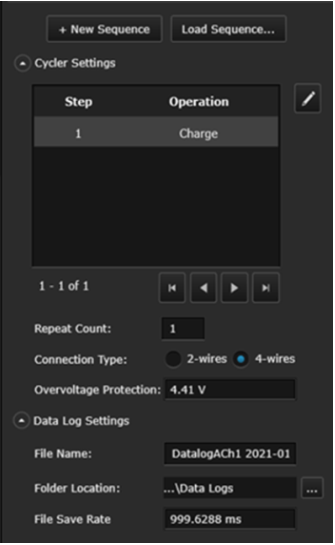 + New Sequence Load Sequence...
Cycler Settings
Step Operation
1 Charge
1 - 1 of 1
Repeat Count: 1
Connection Type: 2-wires 4-wires
Overvoltage Protection: 4.41 V
Data Log Settings
File Name: DatalogACh1 2021-01
Folder Location: ...\Data Logs ...
File Save Rate 999.6288 ms